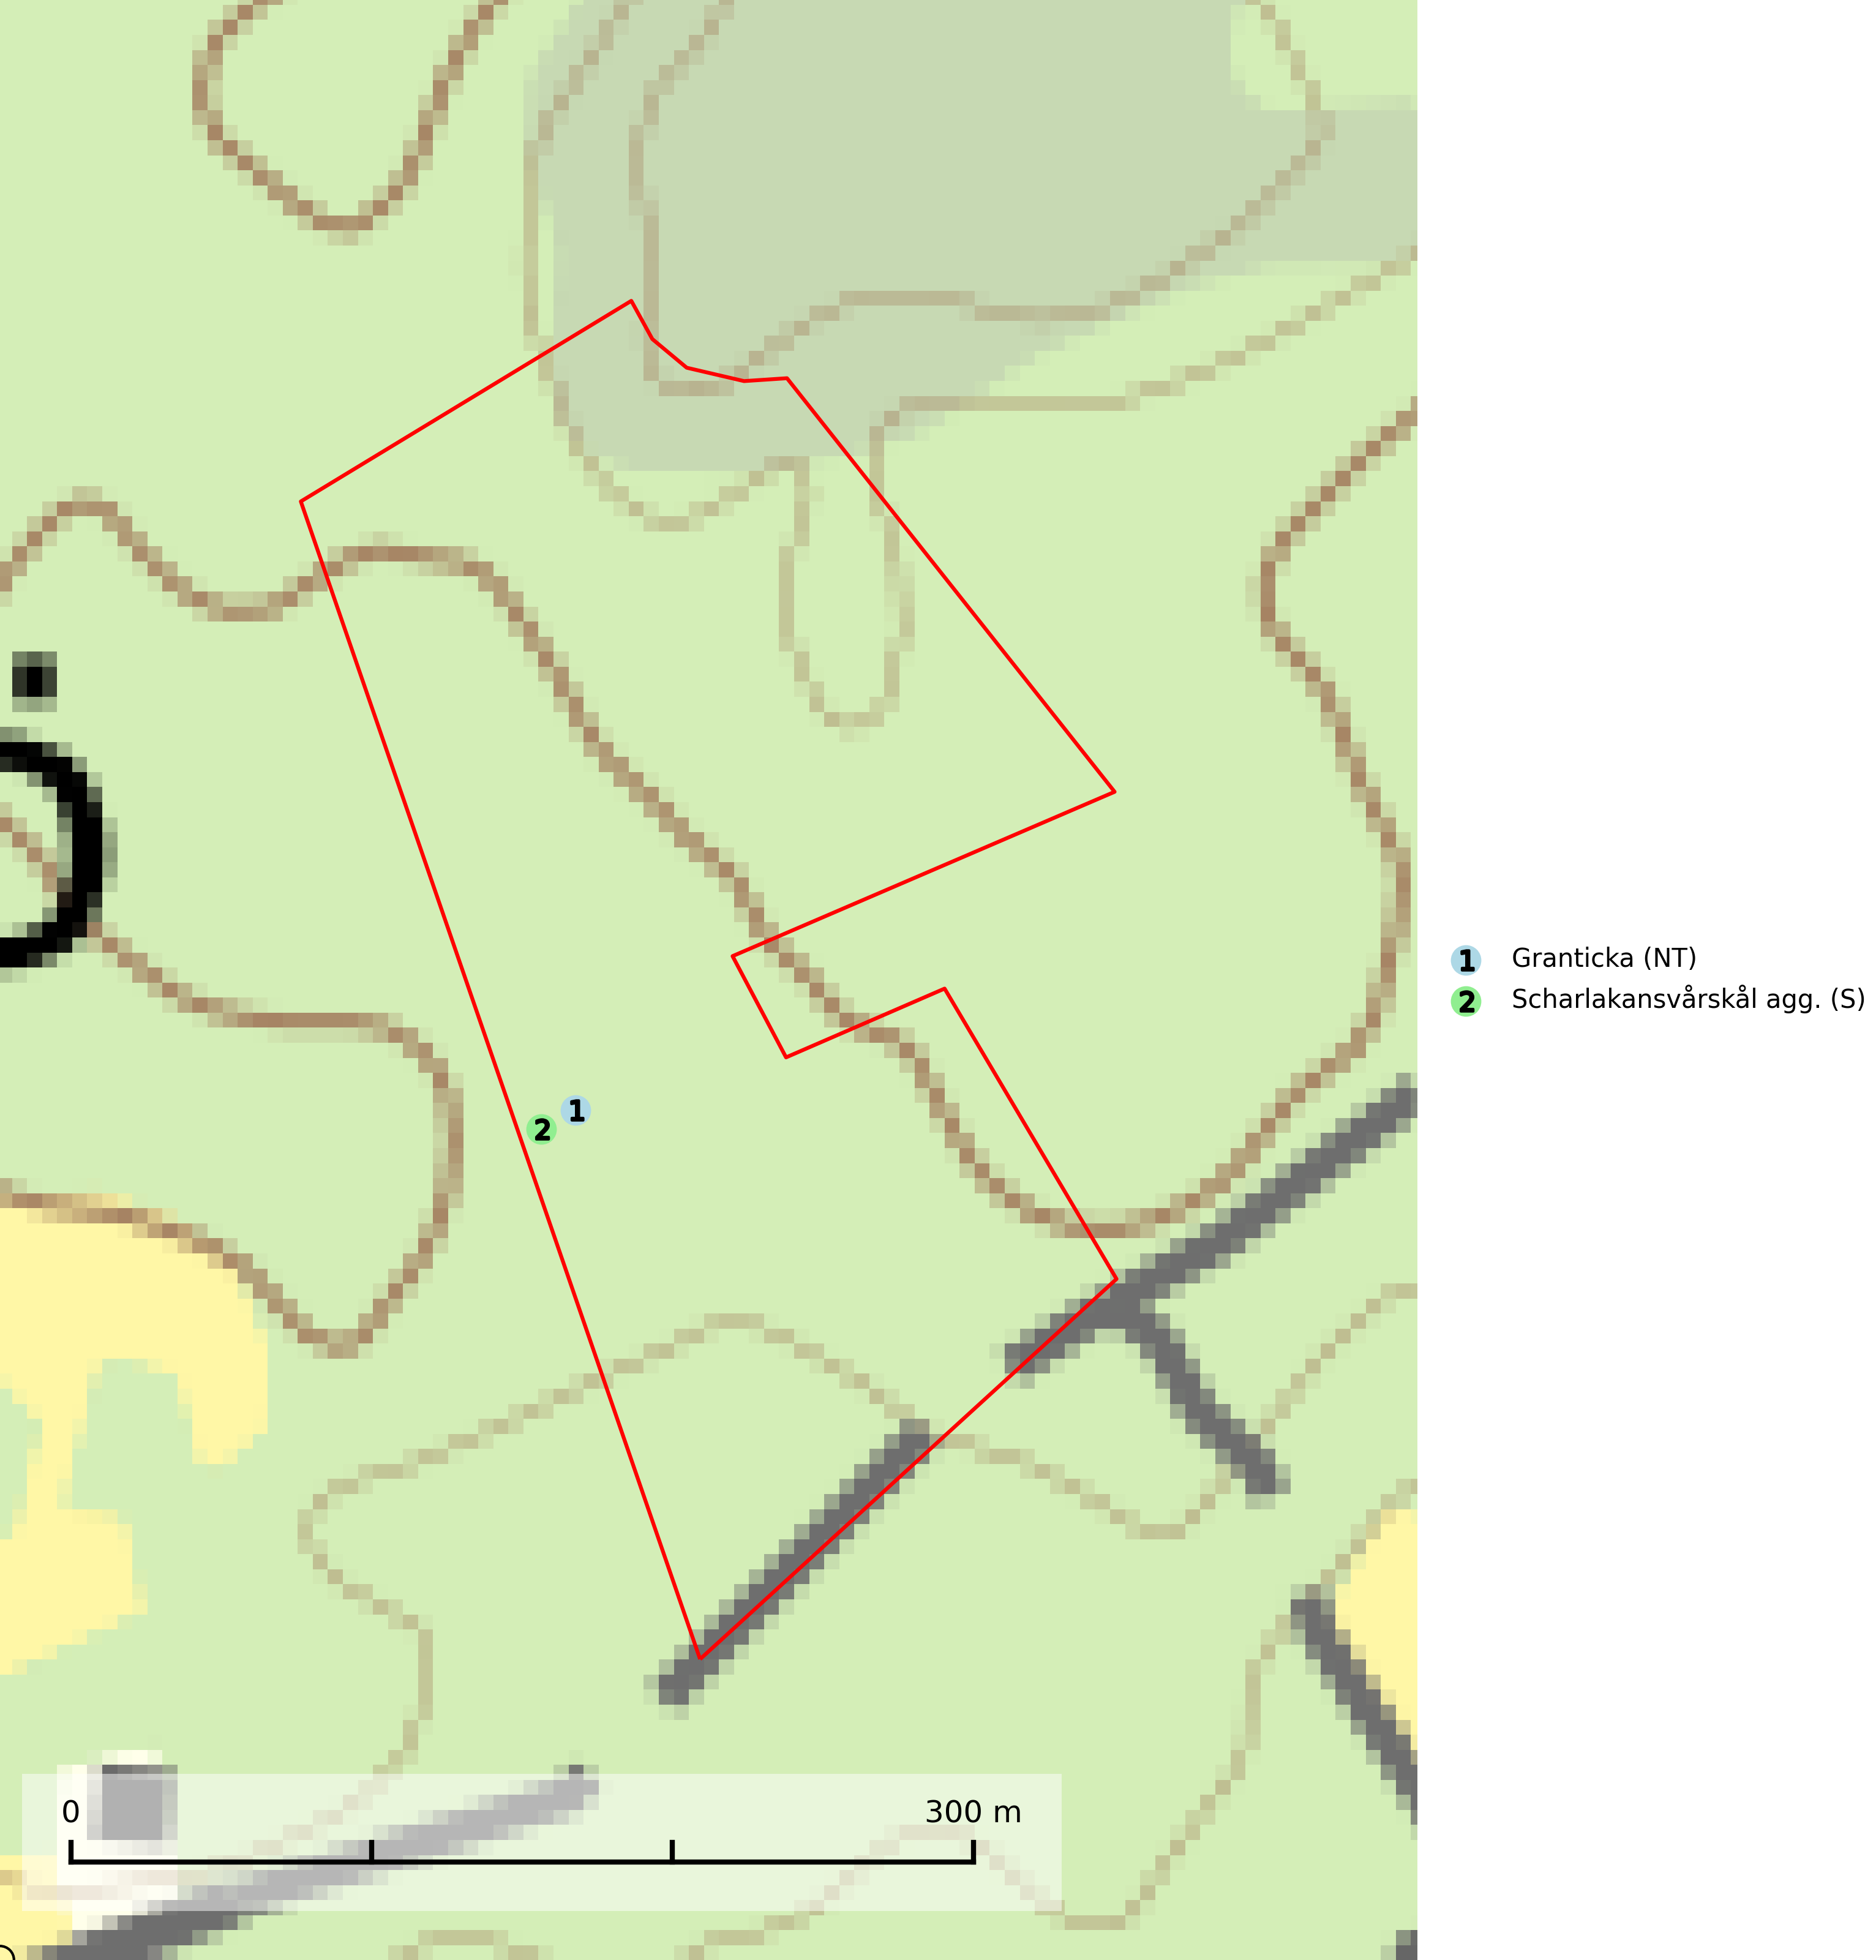 1 Granticka (NT)
2 Scharlakansvårskål agg. (S)
1
2
0 300 m